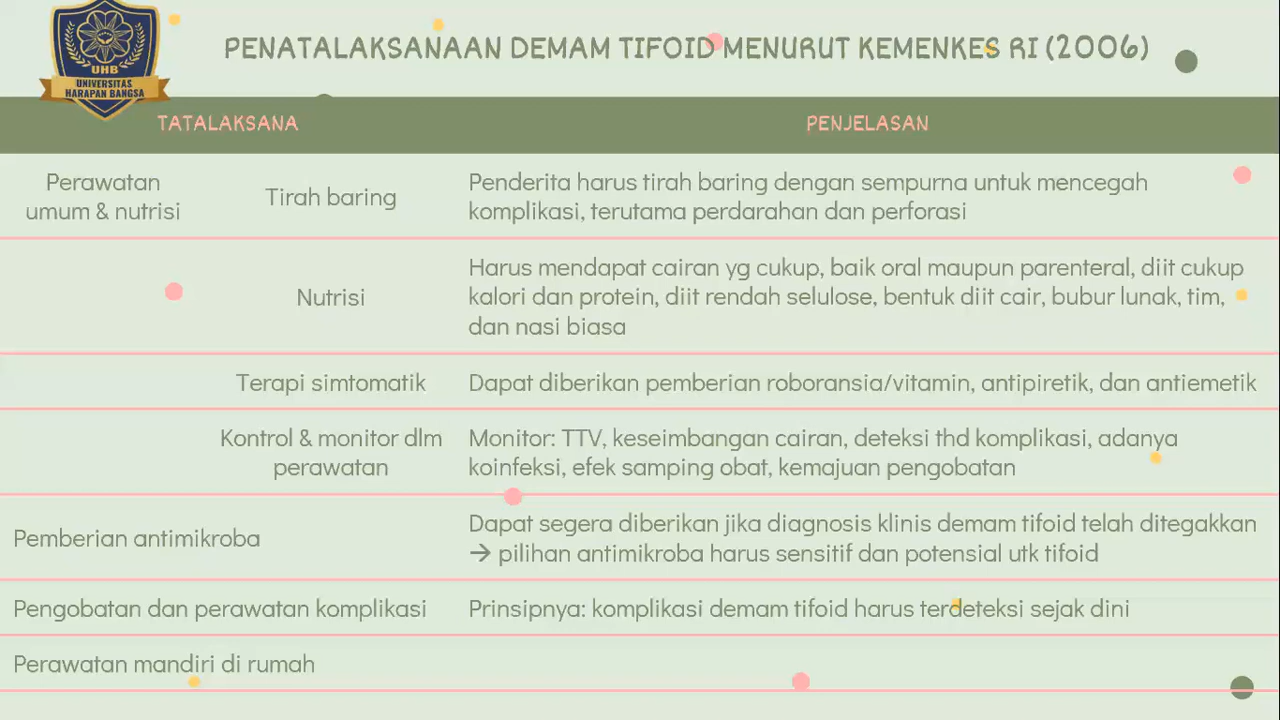 UHB
UNIVERSITAS
HARAPAN BANGSA
PENATALAKSANAAN DEMAM TIFOID MENURUT KEMENKES RI (2006)
TATALAKSANA
PENJELASAN
Perawatan
umum & nutrisi
Tirah baring
Penderita harus tirah baring dengan sempurna untuk mencegah
komplikasi, terutama perdarahan dan perforasi
Nutrisi
Harus mendapat cairan yg cukup, baik oral maupun parenteral, diit cukup
kalori dan protein, diit rendah selulose, bentuk diit cair, bubur lunak, tim,
dan nasi biasa
Terapi simtomatik
Dapat diberikan pemberian roboransia/vitamin, antipiretik, dan antiemetik
Kontrol & monitor dlm
perawatan
Monitor: TTV, keseimbangan cairan, deteksi thd komplikasi, adanya
koinfeksi, efek samping obat, kemajuan pengobatan
Pemberian antimikroba
Dapat segera diberikan jika diagnosis klinis demam tifoid telah ditegakkan
→ pilihan antimikroba harus sensitif dan potensial utk tifoid
Pengobatan dan perawatan komplikasi
Prinsipnya: komplikasi demam tifoid harus terdeteksi sejak dini
Perawatan mandiri di rumah